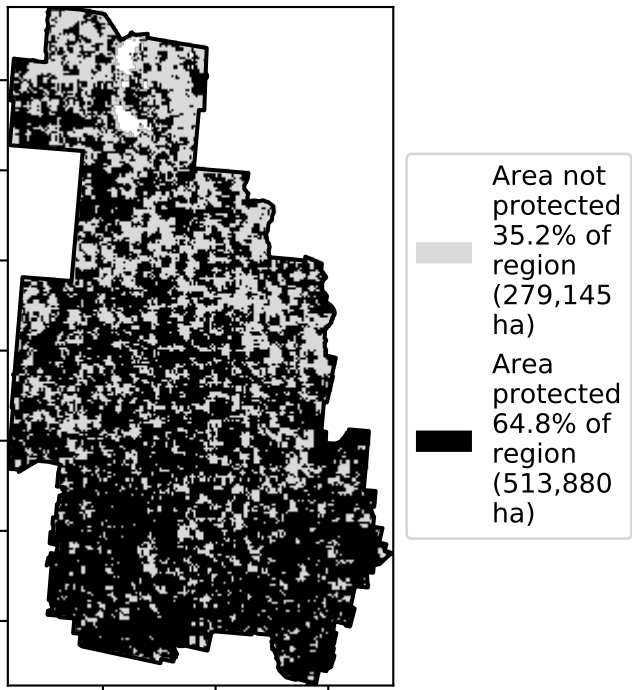 Area not
protected
35.2% of
region
(279,145
ha)
Area
protected
64.8% of
region
(513,880
ha)